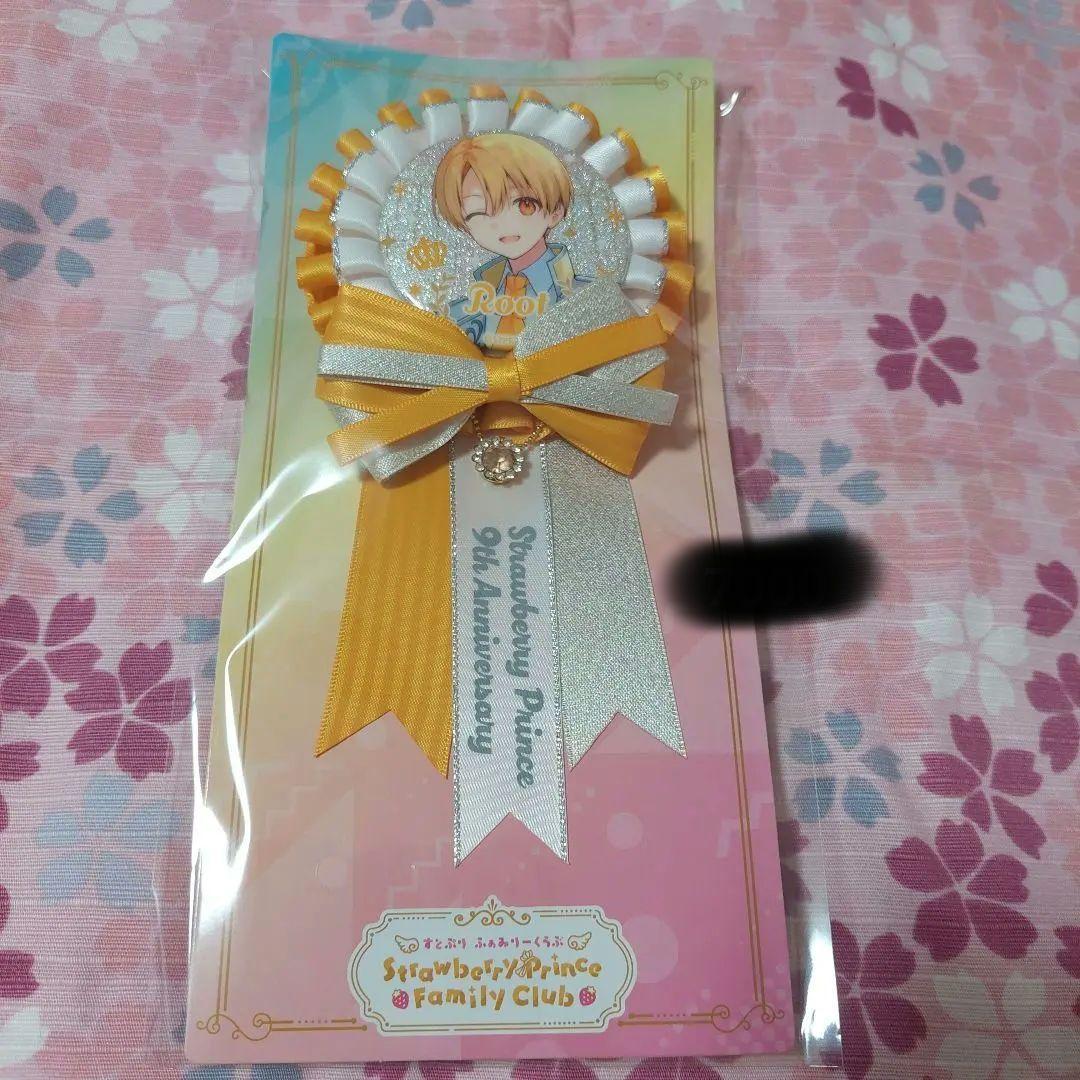 Root
Strawberry Prince
9th Anniversary
すとぷり ふぁみりーくらぶ
Strawberry Prince
Family Club